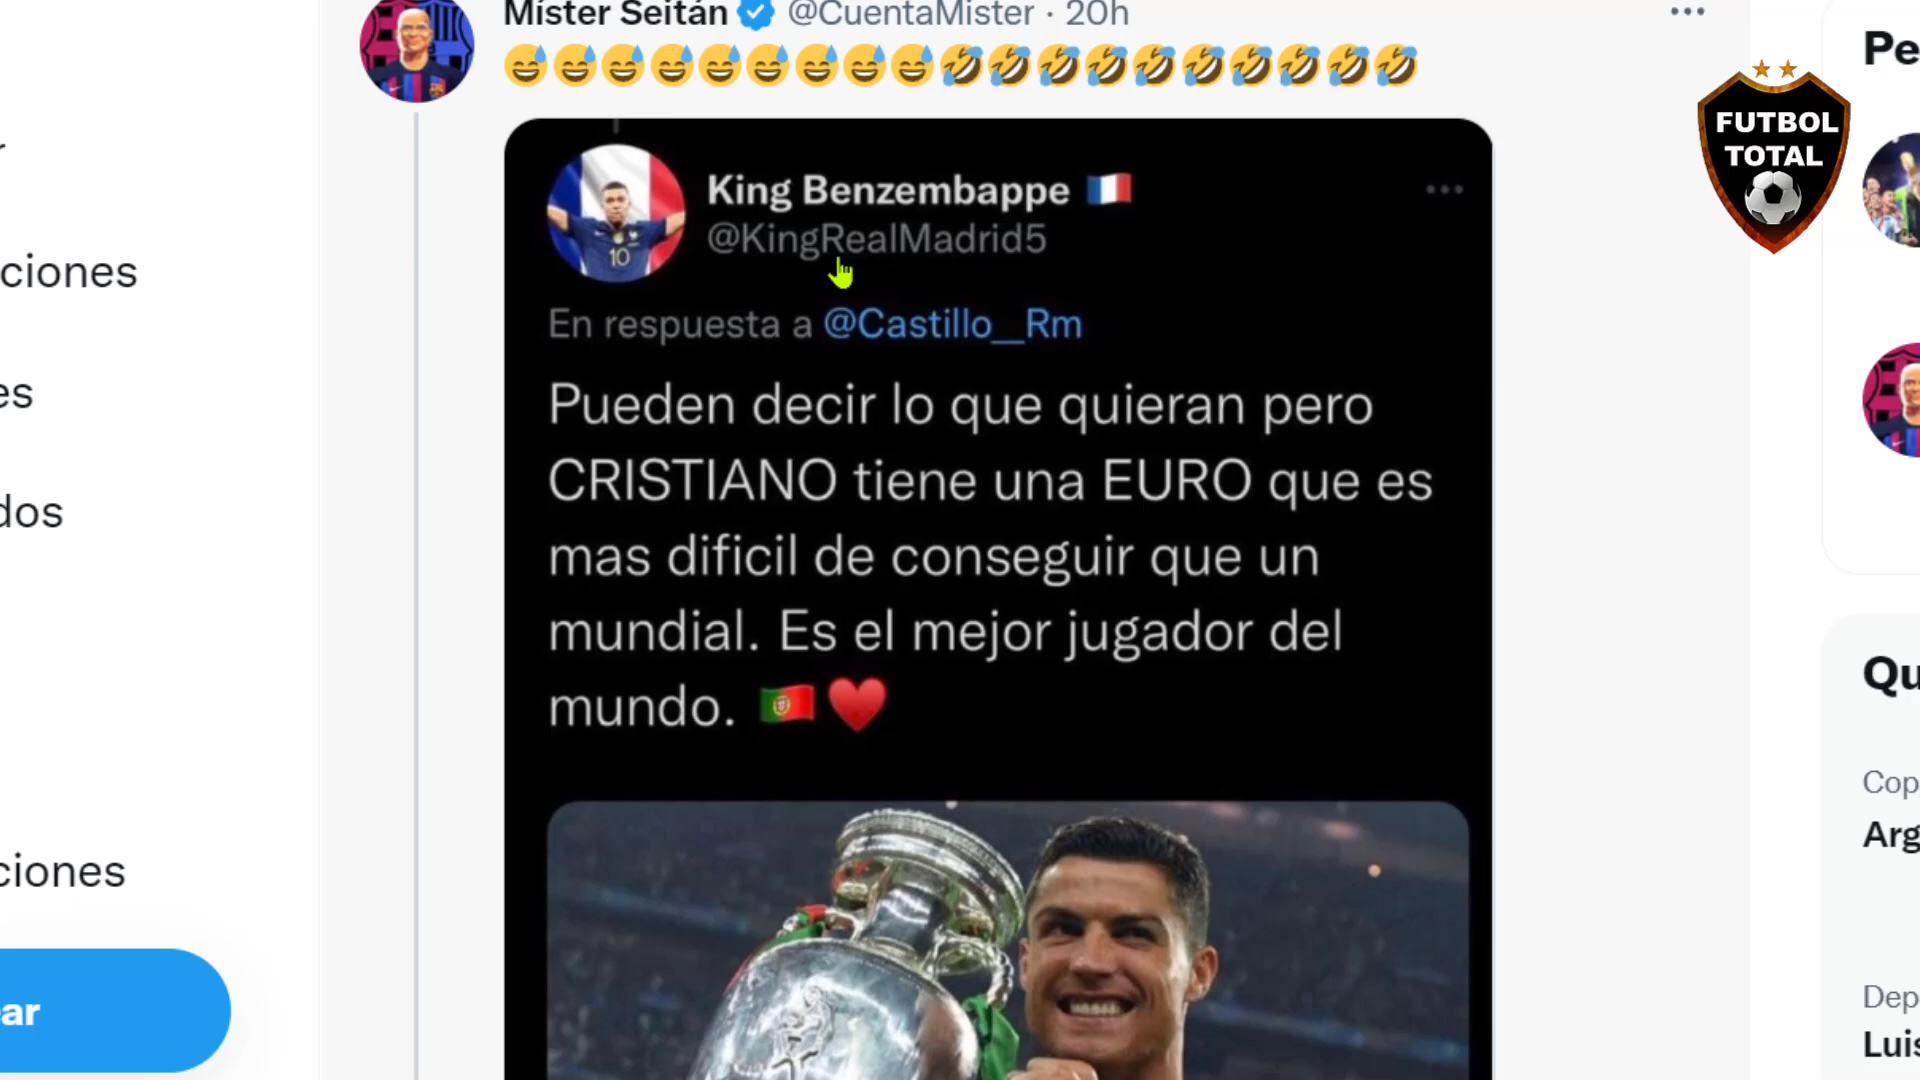 Míster Seitán @CuentaMister · 20h
😅😅😅😅😅😅😅😅😅🤣🤣🤣🤣🤣🤣🤣🤣🤣🤣
King Benzembappe 🇫🇷
@KingRealMadrid5
En respuesta a @Castillo__Rm
Pueden decir lo que quieran pero
CRISTIANO tiene una EURO que es
mas dificil de conseguir que un
mundial. Es el mejor jugador del
mundo. 🇵🇹♥️
10
r
ciones
es
dos
ciones
ar
FUTBOL
TOTAL
Pe
Qu
Cop
Arg
Dep
Luis